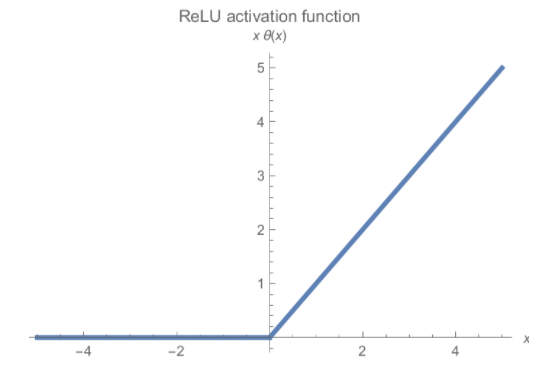 ReLU activation function
x θ(x)
5
4
3
2
1
−4 −2 2 4 x